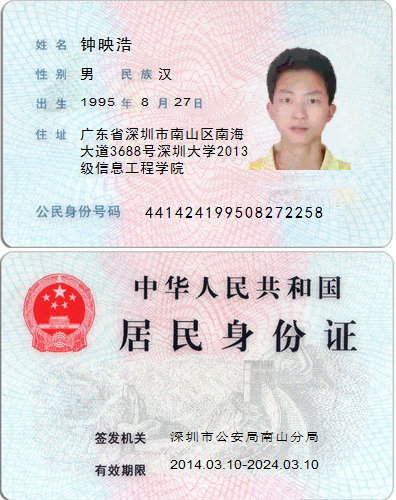 姓名 钟映浩
性别 男 民族 汉
出生 1995 年 8 月 27 日
住址 广东省深圳市南山区南海
大道3688号深圳大学2013
级信息工程学院
公民身份号码 441424199508272258
中华人民共和国
居民身份证
签发机关 深圳市公安局南山分局
有效期限 2014.03.10-2024.03.10